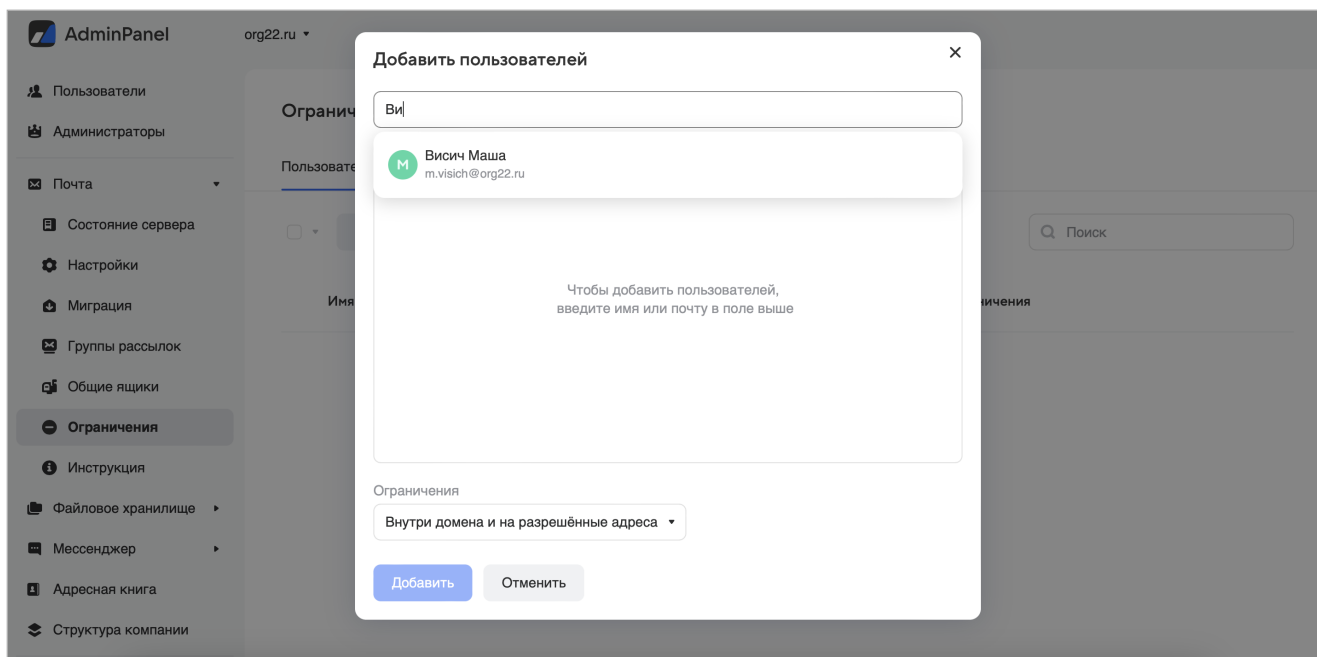 AdminPanel
org22.ru
Пользователи
Администраторы
Почта
Состояние сервера
Настройки
Миграция
Группы рассылок
Общие ящики
Ограничения
Инструкция
Файловое хранилище
Мессенджер
Адресная книга
Структура компании
Огранич
Пользовате
Поиск
Имя
ничения
Добавить пользователей
Ви
М
Висич Маша
m.visich@org22.ru
Чтобы добавить пользователей,
введите имя или почту в поле выше
Ограничения
Внутри домена и на разрешённые адреса
Добавить
Отменить